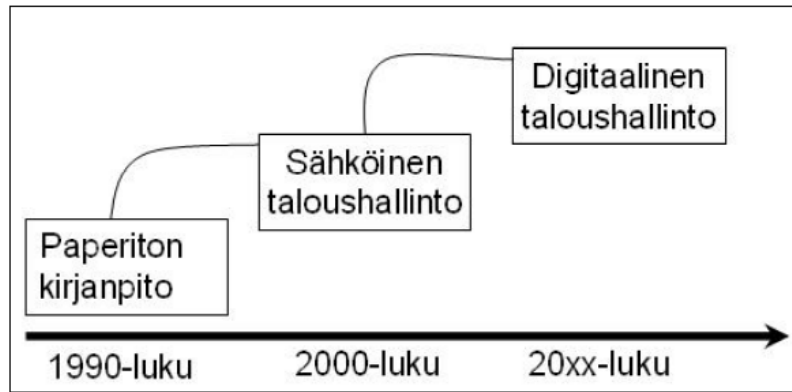 Digitaalinen
taloushallinto
Sähköinen
taloushallinto
Paperiton
kirjanpito
1990-luku
2000-luku
20xx-luku